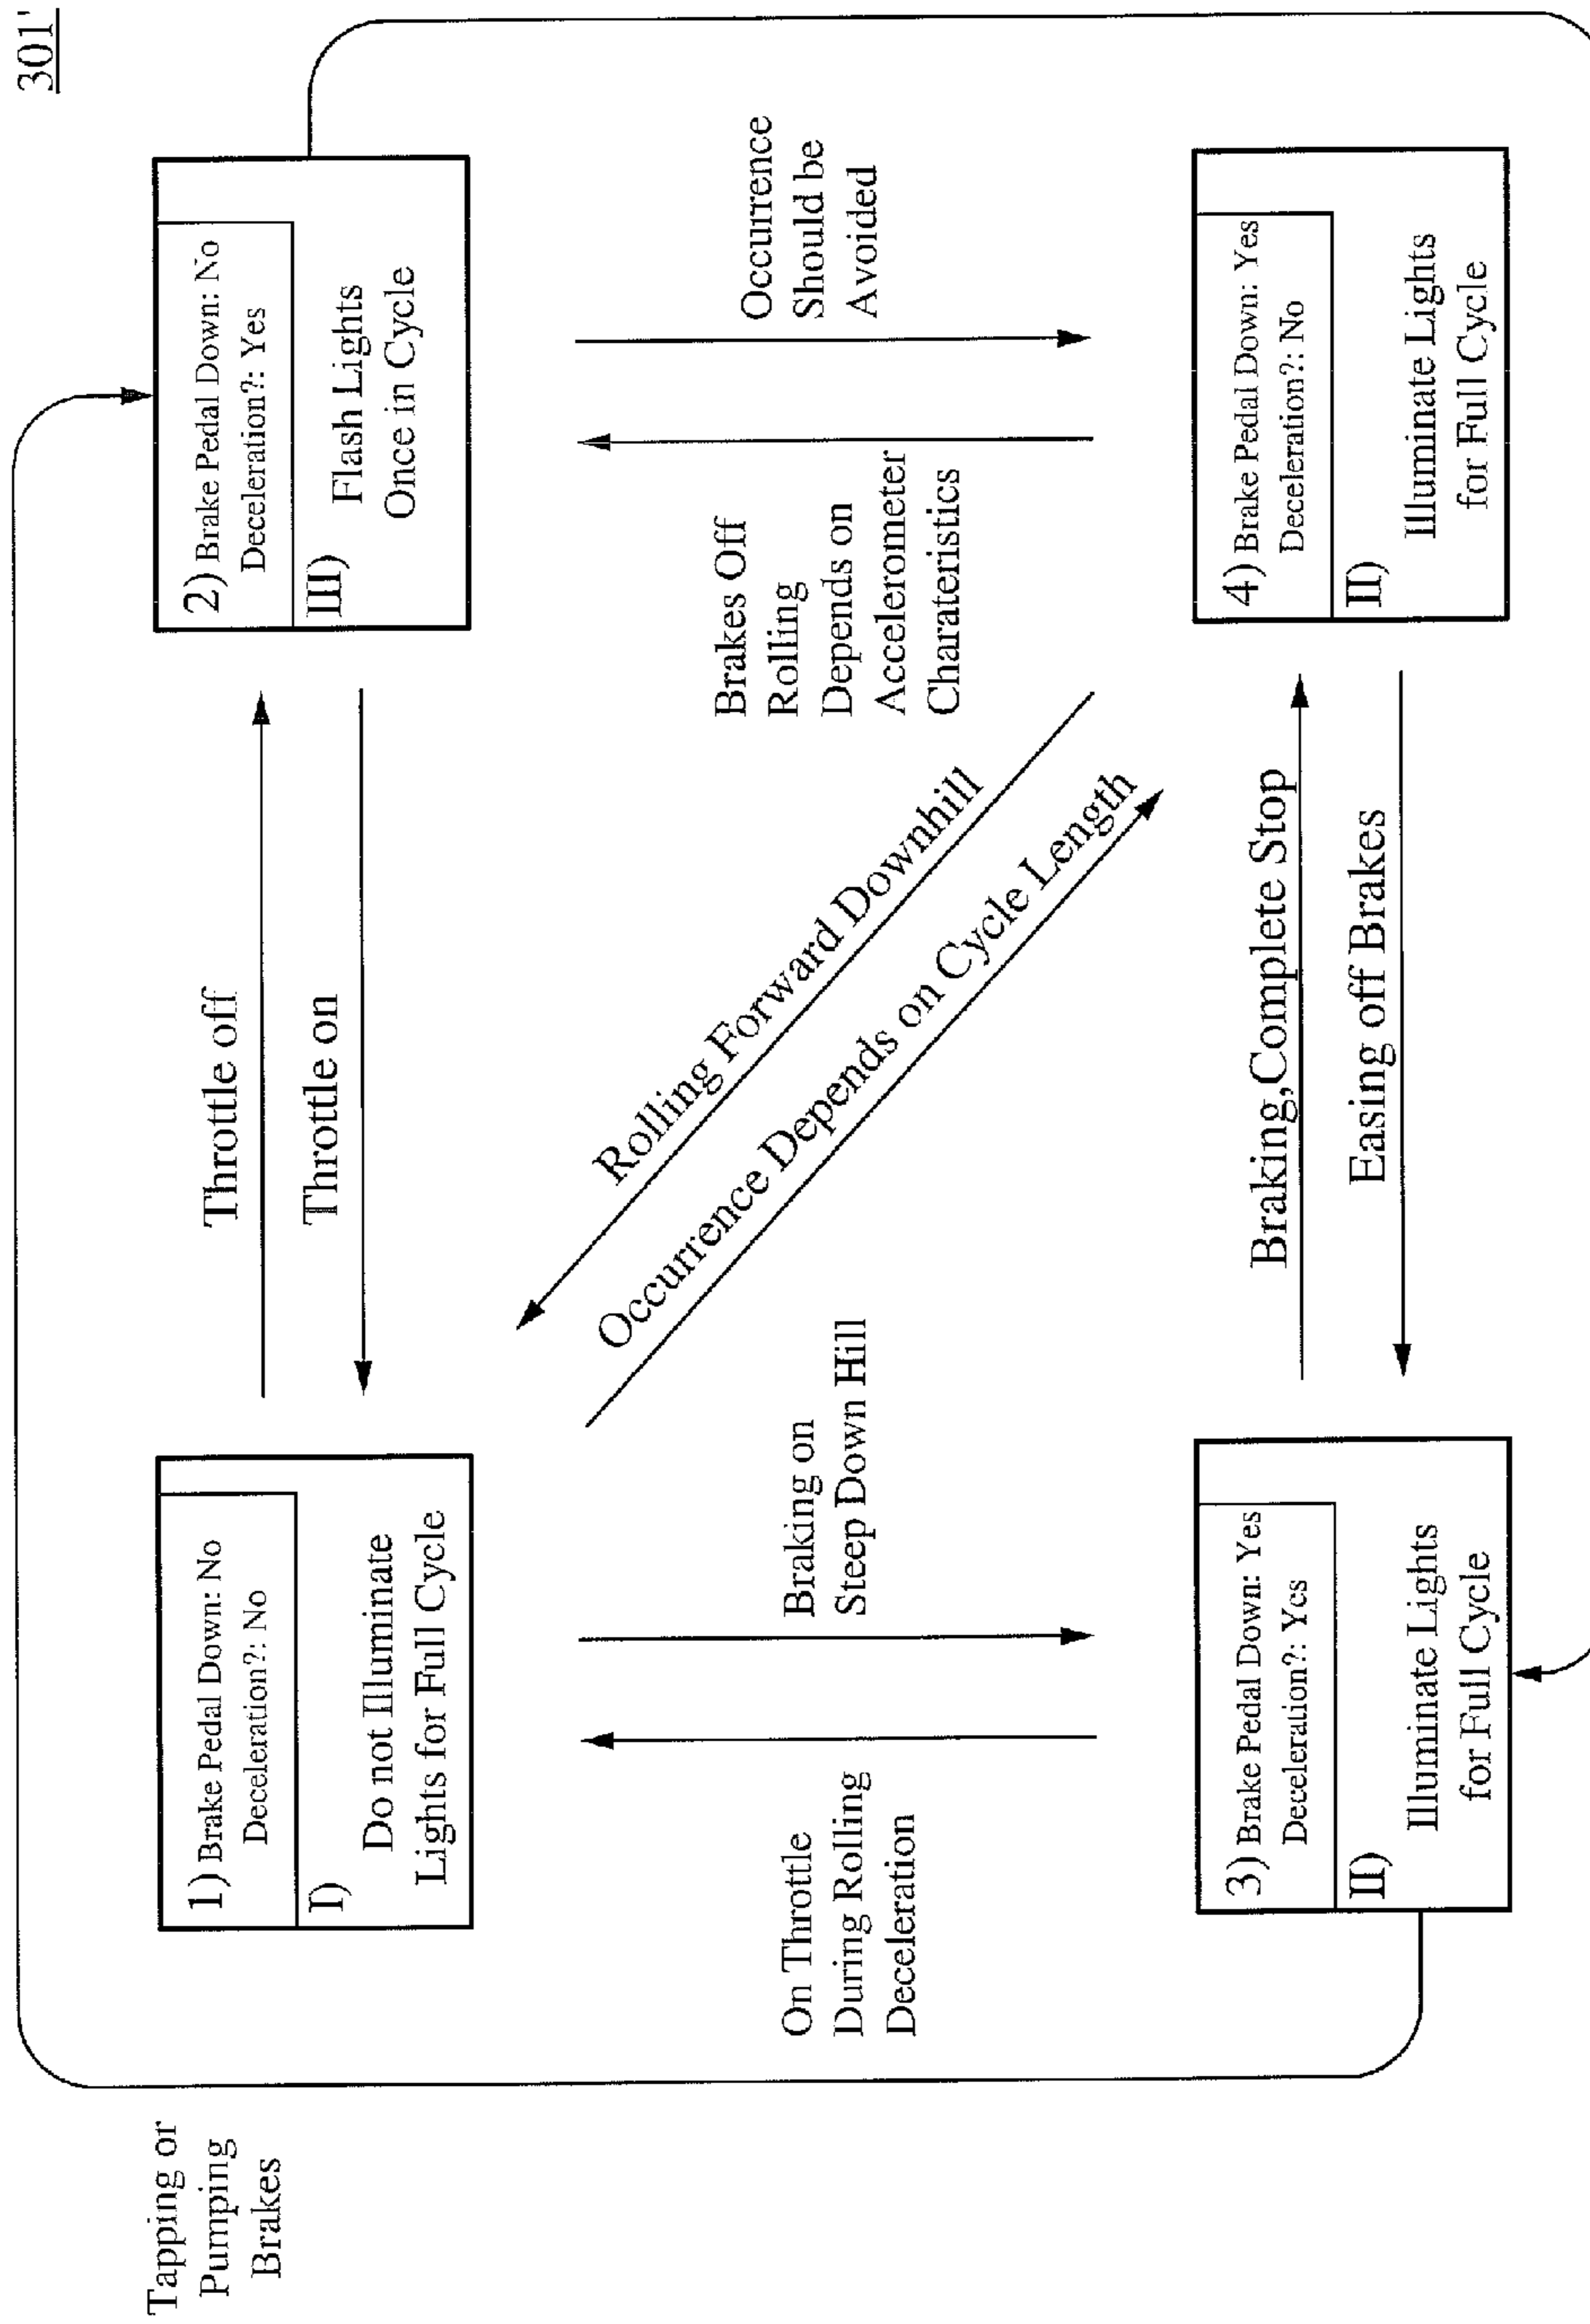 301'
Tapping or
Pumping
Brakes
1) Brake Pedal Down: No
Deceleration?: No
I)
Do not Illuminate
Lights for Full Cycle
Throttle off
Throttle on
2) Brake Pedal Down: No
Deceleration?: Yes
III)
Flash Lights
Once in Cycle
On Throttle
During Rolling
Deceleration
Braking on
Steep Down Hill
Rolling Forward Downhill
Occurrence Depends on Cycle Length
Brakes Off
Rolling
Depends on
Accelerometer
Charateristics
Occurrence
Should be
Avoided
3) Brake Pedal Down: Yes
Deceleration?: Yes
II)
Illuminate Lights
for Full Cycle
Braking,Complete Stop
Easing off Brakes
4) Brake Pedal Down: Yes
Deceleration?: No
II)
Illuminate Lights
for Full Cycle